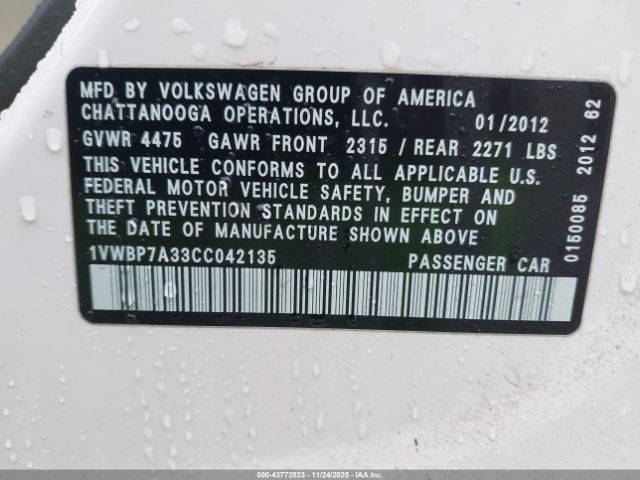 MFD BY VOLKSWAGEN GROUP OF AMERICA
CHATTANOOGA OPERATIONS, LLC. 01/2012
GVWR 4475 GAWR FRONT 2315 / REAR 2271 LBS
THIS VEHICLE CONFORMS TO ALL APPLICABLE U.S.
FEDERAL MOTOR VEHICLE SAFETY, BUMPER AND
THEFT PREVENTION STANDARDS IN EFFECT ON
THE DATE OF MANUFACTURE SHOWN ABOVE
1VWBP7A33CC042135 PASSENGER CAR
0150085 2012 62
000-43772533 - 11/24/2025 - IAAI.COM